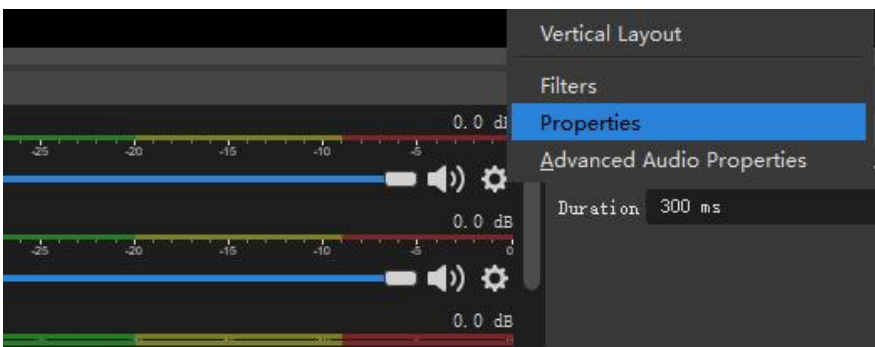 Vertical Layout
Filters
0.0 d
Properties
-25 -20 -15 -10 -5
Advanced Audio Properties
Duration 300 ms
0.0 dB
-25 -20 -15 -10 -5 0
0.0 dB